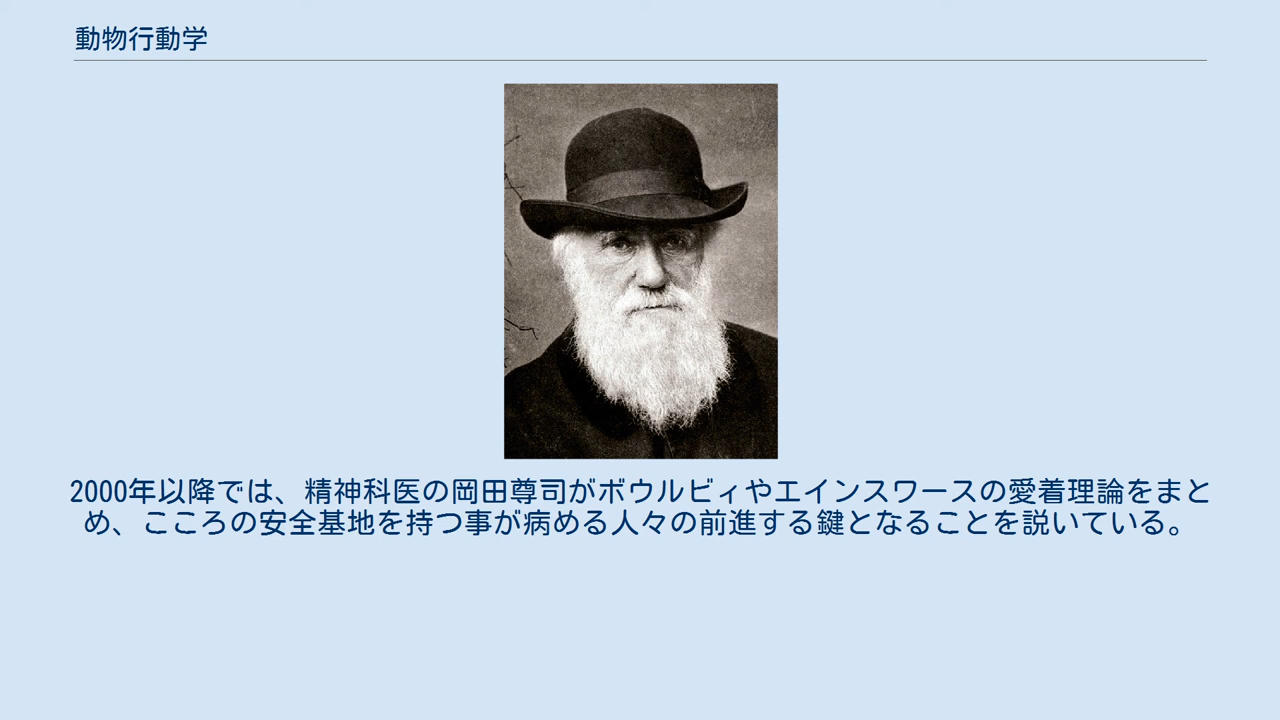 動物行動学
2000年以降では、精神科医の岡田尊司がボウルビィやエインスワースの愛着理論をまと
め、こころの安全基地を持つ事が病める人々の前進する鍵となることを説いている。